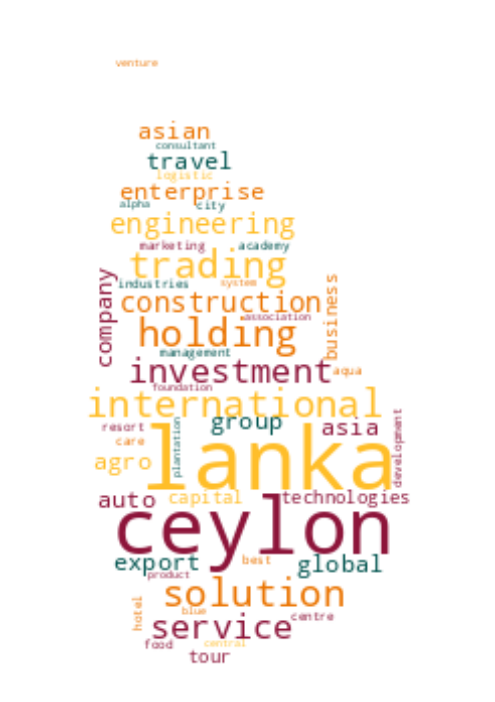 venture
asian
consultant
travel
logistic
enterprise
alpha city
engineering
marketing academy
trading
industries system
company
construction
business
association
holding
management
investment
aqua
foundation
international
resort
plantation
group
asia
development
care
lanka
agro
auto capital technologies
ceylon
export best global
product
solution
hotel
blue
service centre
food central
tour